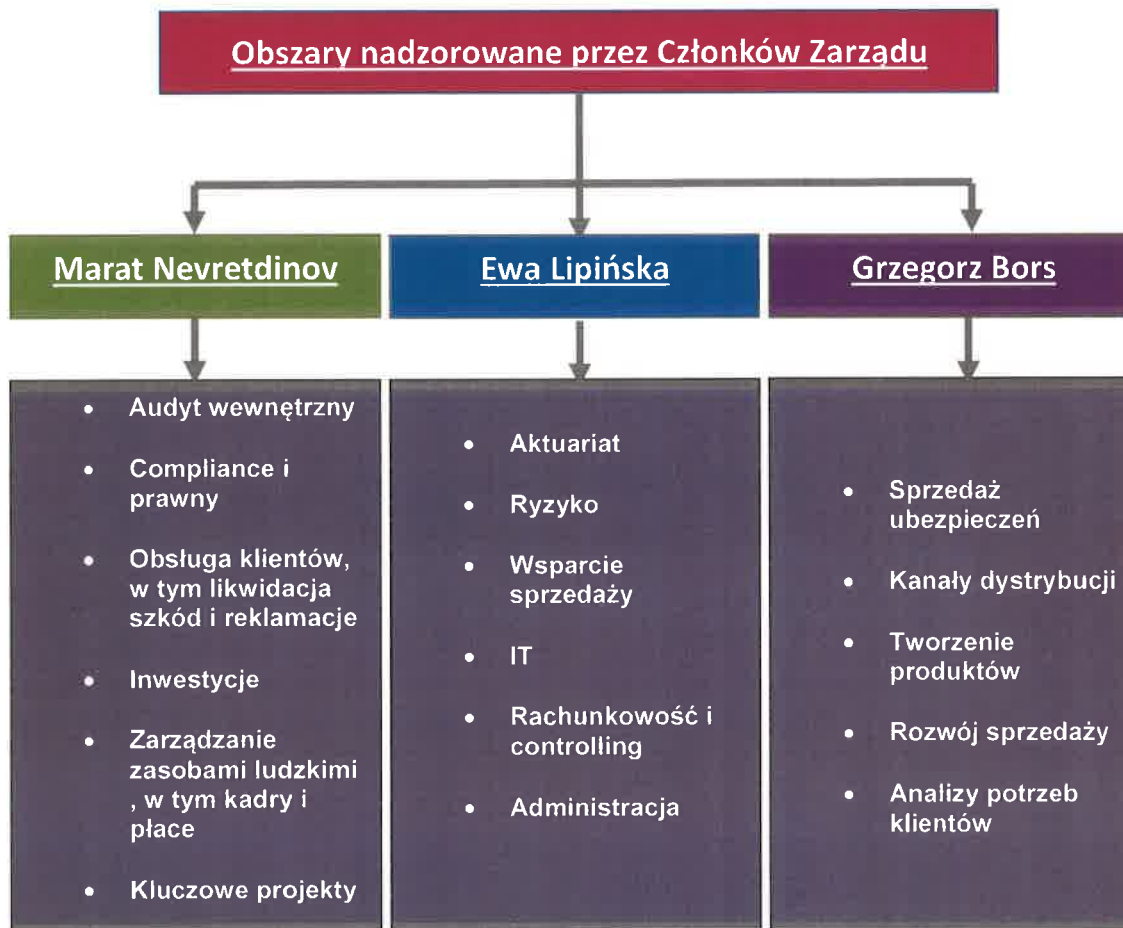 Obszary nadzorowane przez Członków Zarządu
Marat Nevretdinov
Ewa Lipińska
Grzegorz Bors
• Audyt wewnętrzny
• Compliance i
prawny
• Obsługa klientów,
w tym likwidacja
szkód i reklamacje
• Inwestycje
• Zarządzanie
zasobami ludzkimi
, w tym kadry i
płace
• Kluczowe projekty
• Aktuariat
• Ryzyko
• Wsparcie
sprzedaży
• IT
• Rachunkowość i
controlling
• Administracja
• Sprzedaż
ubezpieczeń
• Kanały dystrybucji
• Tworzenie
produktów
• Rozwój sprzedaży
• Analizy potrzeb
klientów